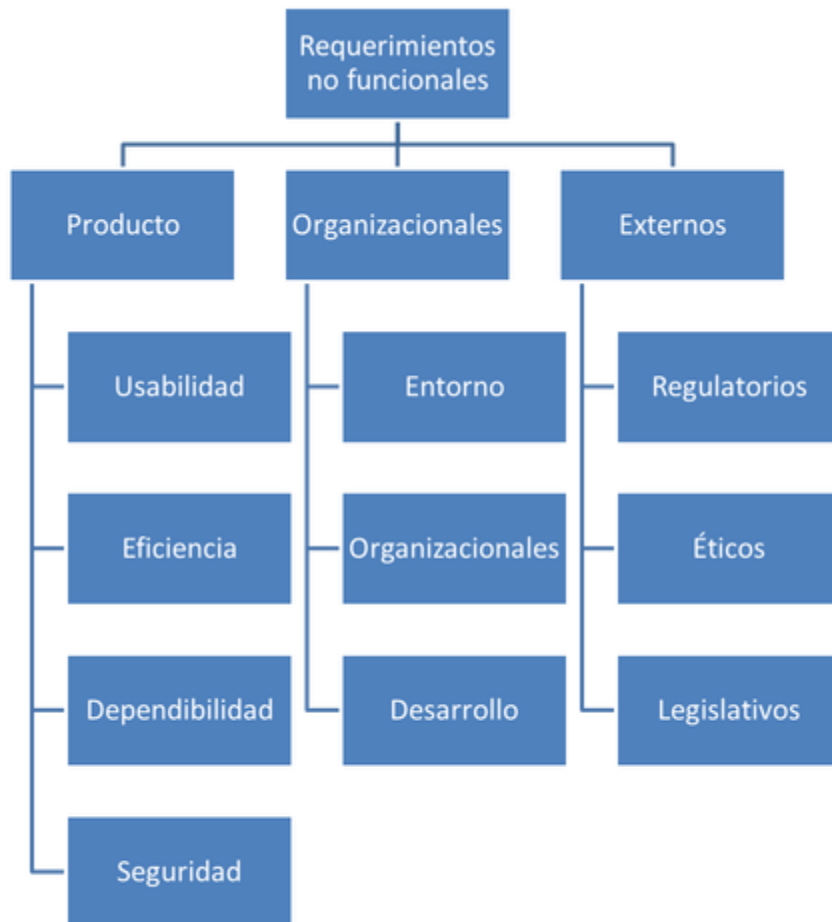 Requerimientos
no funcionales
Producto
Organizacionales
Externos
Usabilidad
Entorno
Regulatorios
Eficiencia
Organizacionales
Éticos
Dependibilidad
Desarrollo
Legislativos
Seguridad